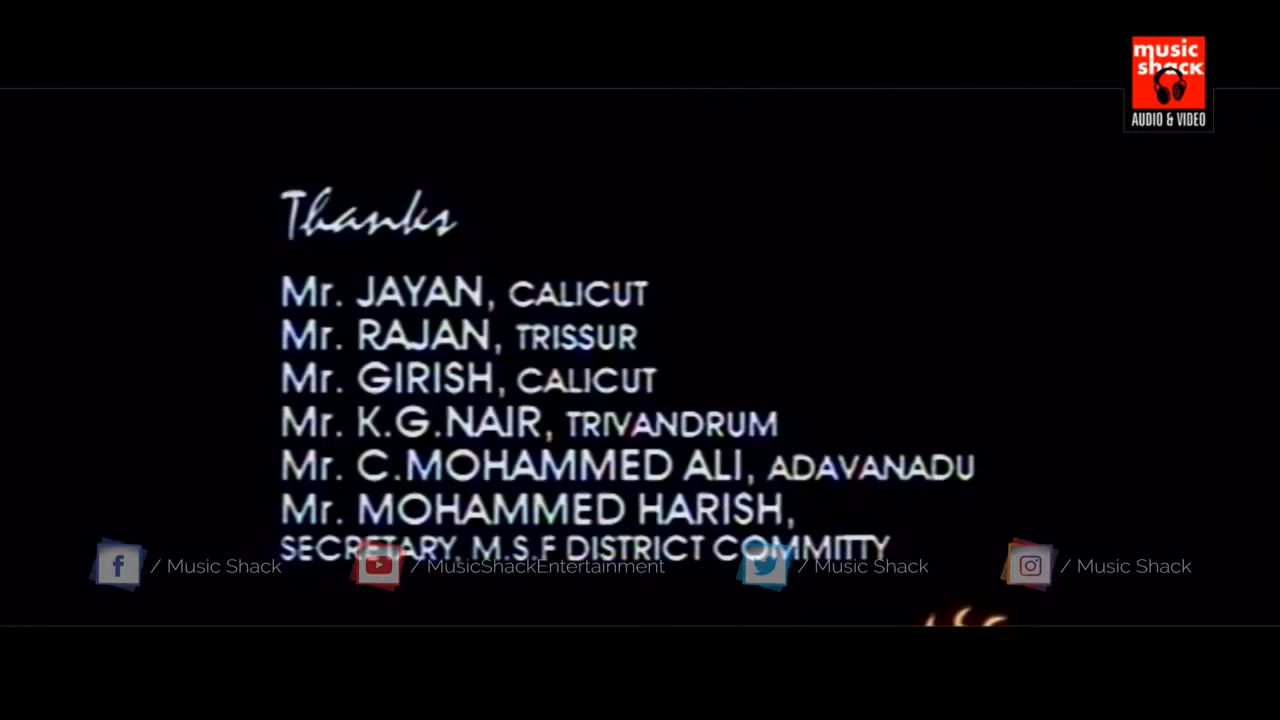 music
shack
AUDIO & VIDEO
Thanks
Mr. JAYAN, CALICUT
Mr. RAJAN, TRISSUR
Mr. GIRISH, CALICUT
Mr. K.G.NAIR, TRIVANDRUM
Mr. C.MOHAMMED ALI, ADAVANADU
Mr. MOHAMMED HARISH,
SECRETARY, M.S.F DISTRICT COMMITTY
/ Music Shack / MusicShackEntertainment / Music Shack / Music Shack